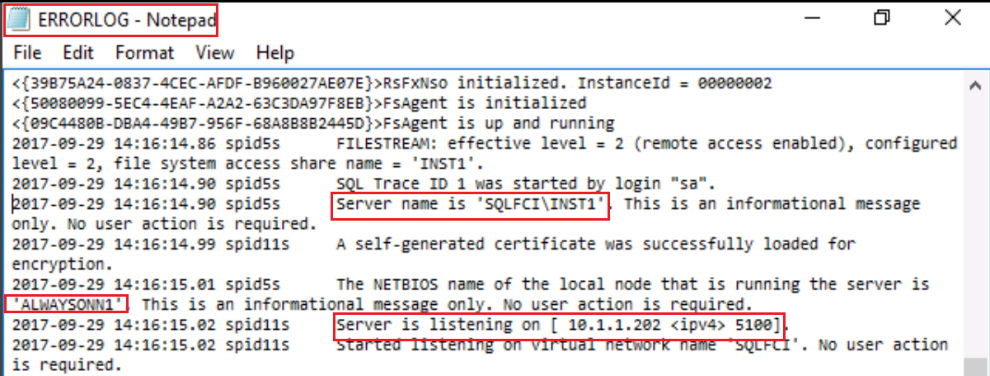 ERRORLOG - Notepad
File Edit Format View Help
<{39B75A24-0837-4CEC-AFDF-B960027AE07E}>RsFxNso initialized. InstanceId = 00000002
<{50080099-5EC4-4EAF-A2A2-63C3DA97F8EB}>FsAgent is initialized
<{09C4480B-DBA4-49B7-956F-68A8B8B2445D}>FsAgent is up and running
2017-09-29 14:16:14.86 spid5s FILESTREAM: effective level = 2 (remote access enabled), configured
level = 2, file system access share name = 'INST1'.
2017-09-29 14:16:14.90 spid5s SQL Trace ID 1 was started by login "sa".
2017-09-29 14:16:14.90 spid5s Server name is 'SQLFCI\INST1'. This is an informational message
only. No user action is required.
2017-09-29 14:16:14.99 spid11s A self-generated certificate was successfully loaded for
encryption.
2017-09-29 14:16:15.01 spid5s The NETBIOS name of the local node that is running the server is
'ALWAYSONN1'. This is an informational message only. No user action is required.
2017-09-29 14:16:15.02 spid11s Server is listening on [ 10.1.1.202 <ipv4> 5100].
2017-09-29 14:16:15.02 spid11s Started listening on virtual network name 'SQLFCI'. No user action
is required.